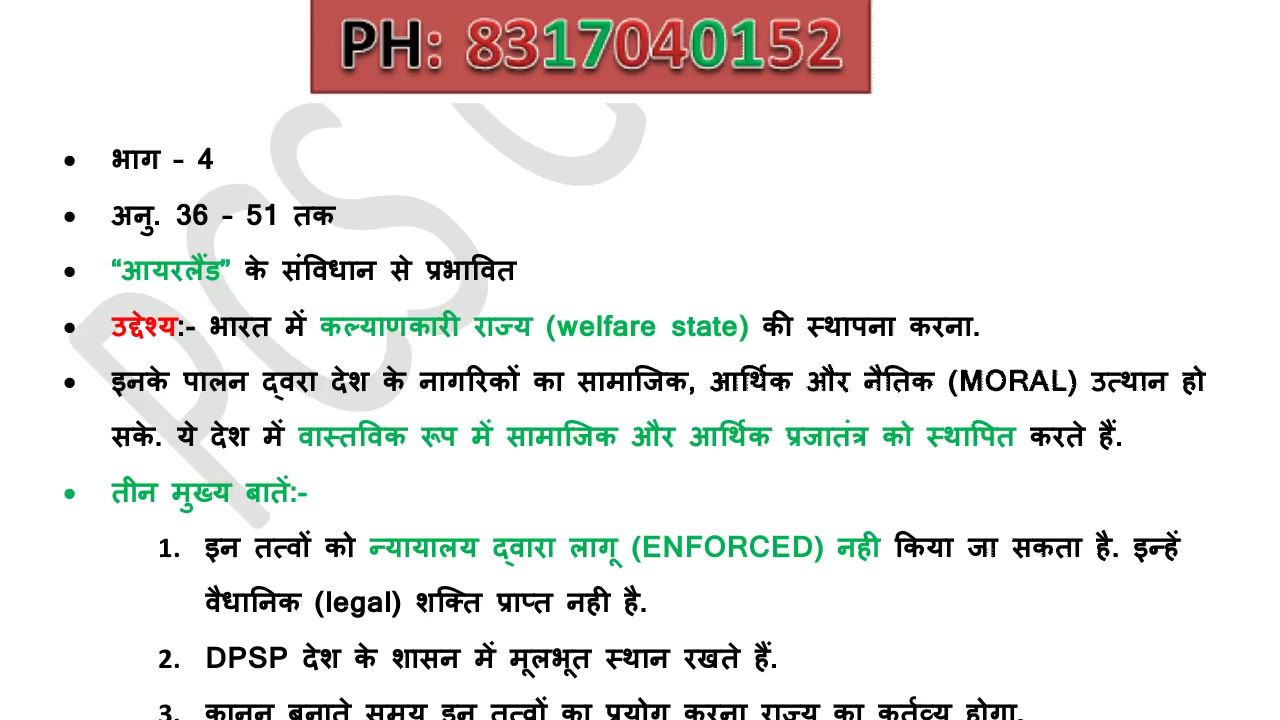 PH: 8317040152
• भाग – 4
• अनु. 36 – 51 तक
• “आयरलैंड” के संविधान से प्रभावित
• उद्देश्य:- भारत में कल्याणकारी राज्य (welfare state) की स्थापना करना.
• इनके पालन द्वरा देश के नागरिकों का सामाजिक, आर्थिक और नैतिक (MORAL) उत्थान हो
सके. ये देश में वास्तविक रूप में सामाजिक और आर्थिक प्रजातंत्र को स्थापित करते हैं.
• तीन मुख्य बातें:-
1. इन तत्वों को न्यायालय द्वारा लागू (ENFORCED) नही किया जा सकता है. इन्हें
वैधानिक (legal) शक्ति प्राप्त नही है.
2. DPSP देश के शासन में मूलभूत स्थान रखते हैं.
3. कानून बनाते समय इन तत्वों का प्रयोग करना राज्य का कर्तव्य होगा.
PCS